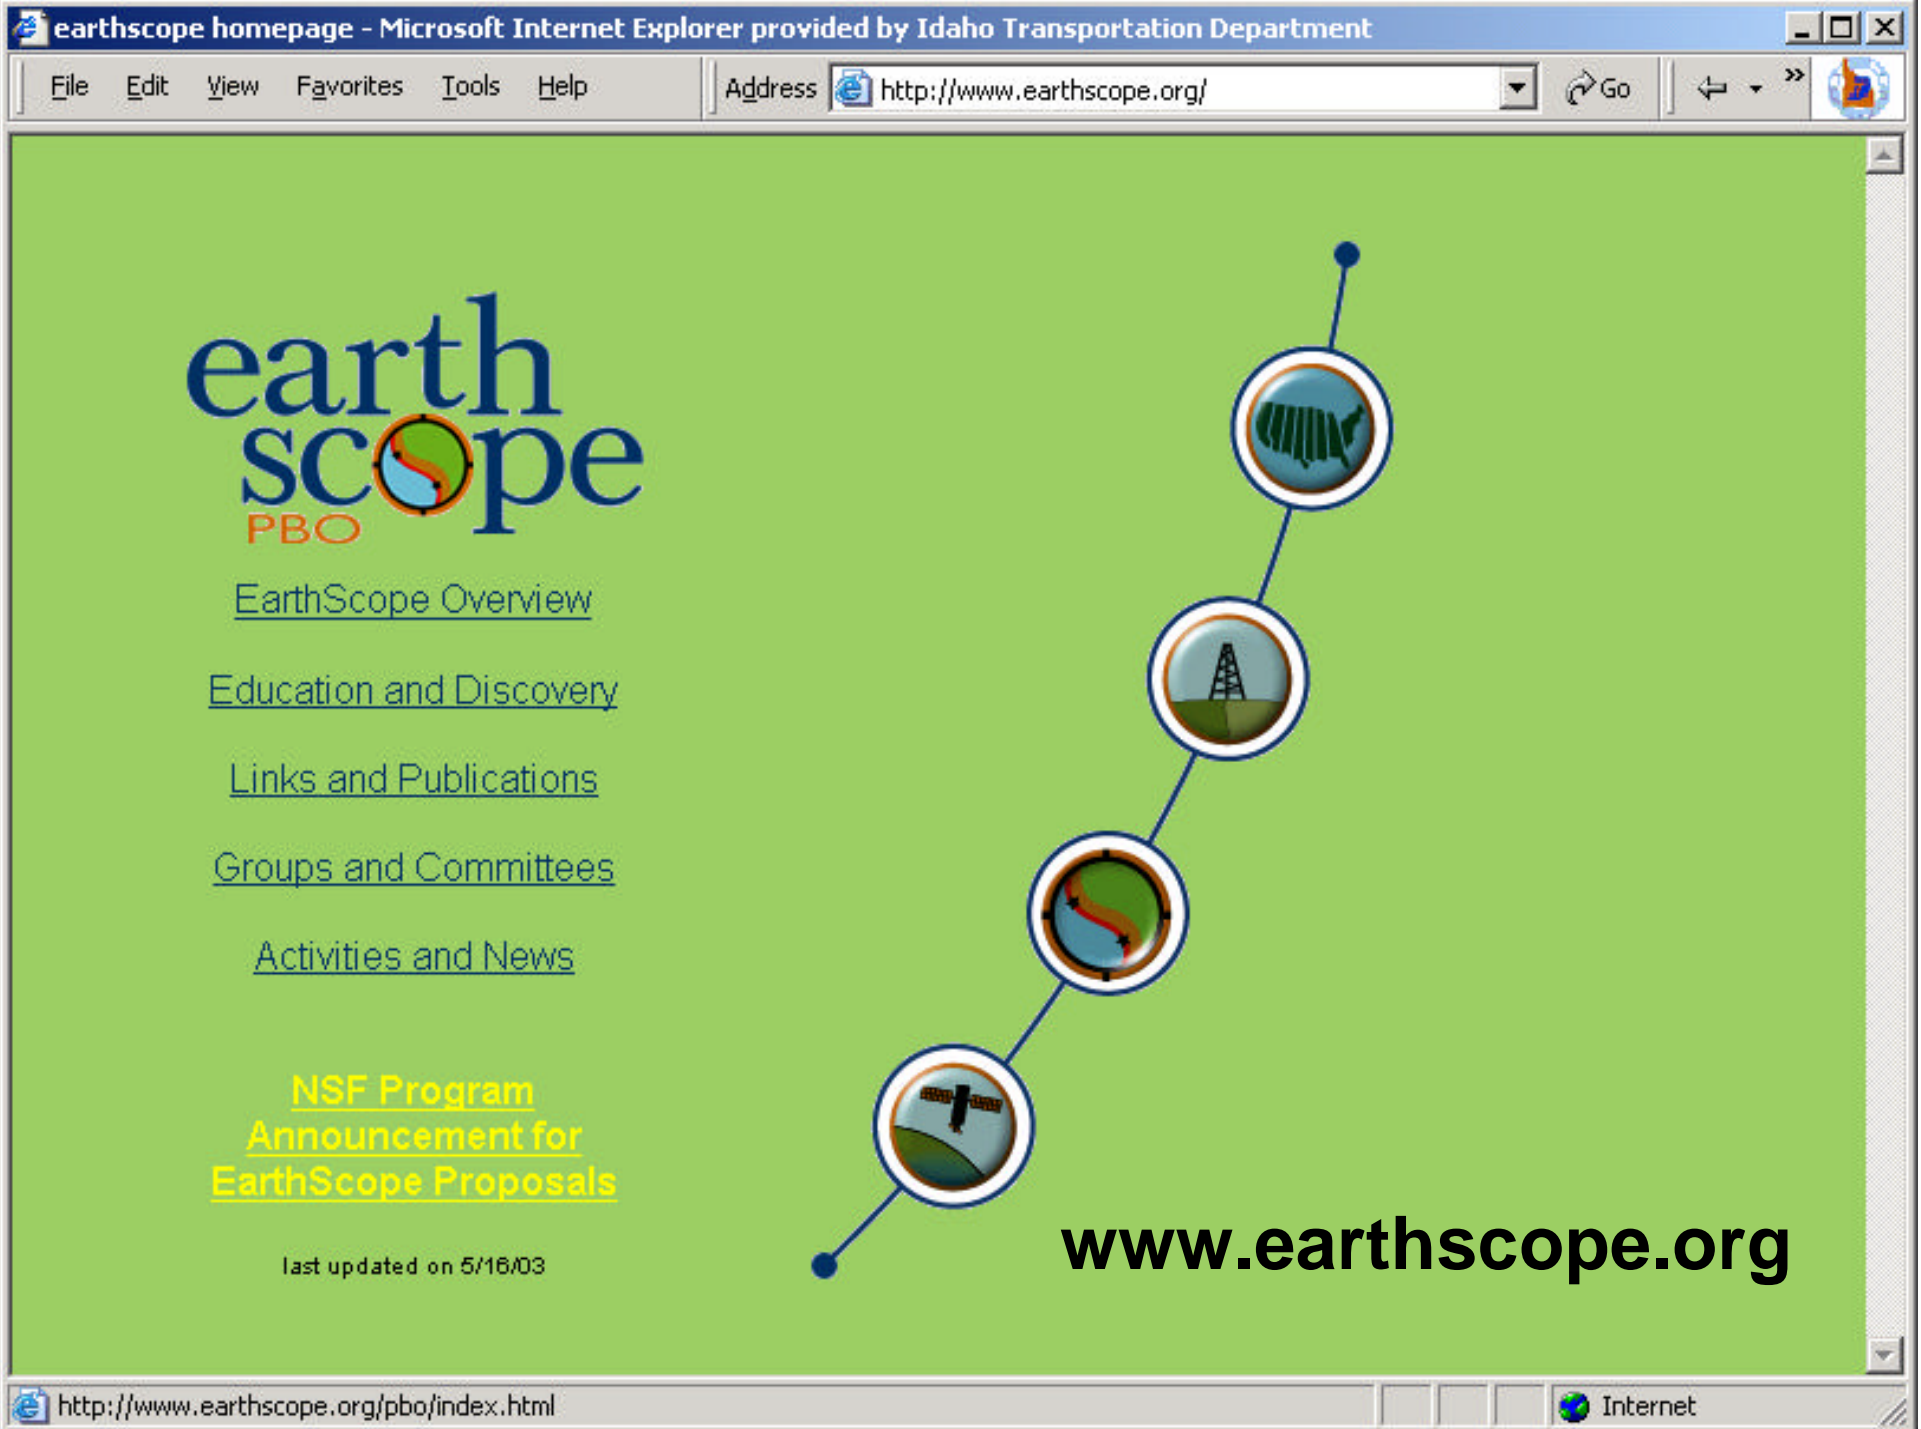 earthscope homepage - Microsoft Internet Explorer provided by Idaho Transportation Department
File Edit View Favorites Tools Help Address http://www.earthscope.org/ Go »
earth
scope
PBO
EarthScope Overview
Education and Discovery
Links and Publications
Groups and Committees
Activities and News
NSF Program
Announcement for
EarthScope Proposals
last updated on 5/16/03
www.earthscope.org
http://www.earthscope.org/pbo/index.html Internet